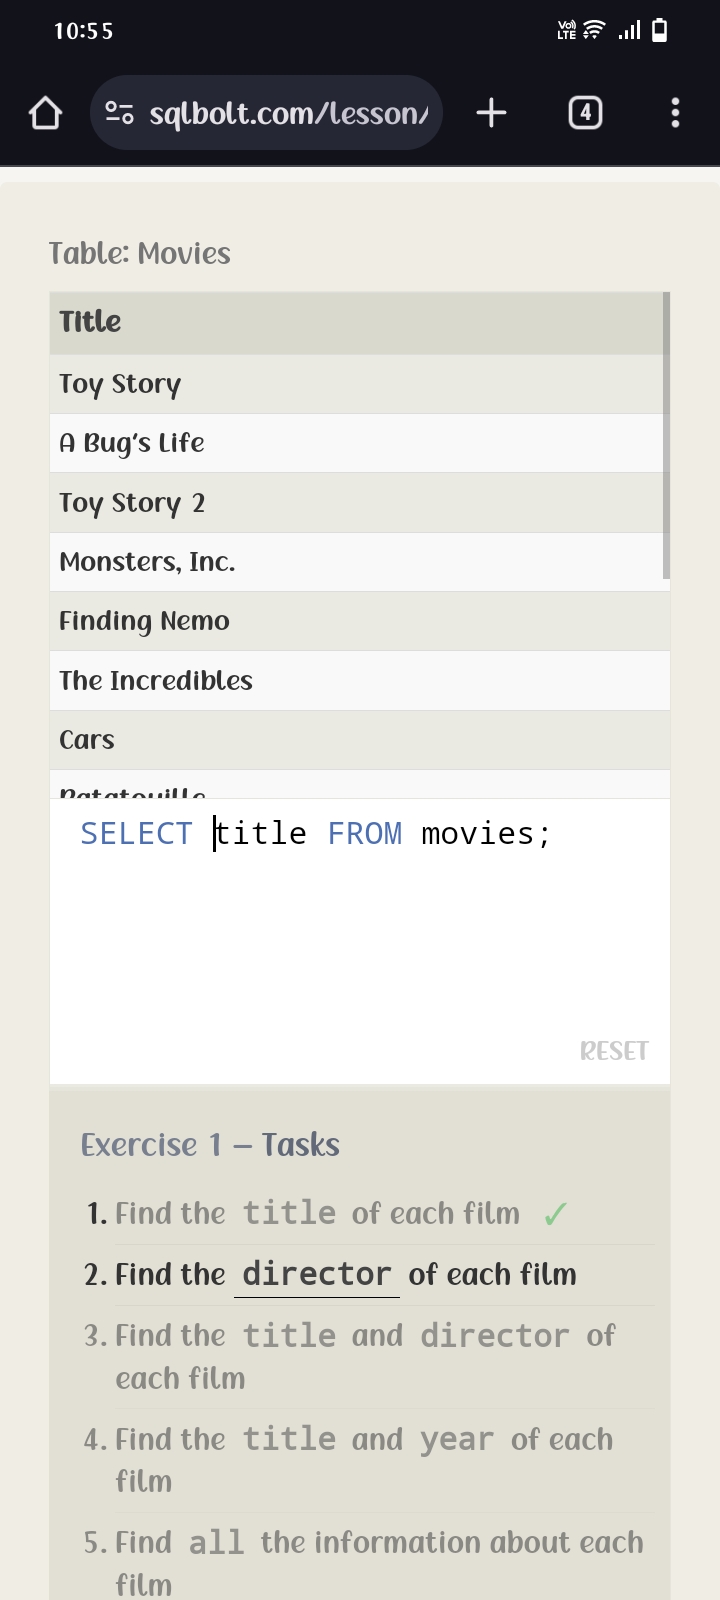 10:55
Vo)) LTE
sqlbolt.com/lesson/
4
Table: Movies
Title
Toy Story
A Bug's Life
Toy Story 2
Monsters, Inc.
Finding Nemo
The Incredibles
Cars
Ratatouille
SELECT title FROM movies;
RESET
Exercise 1 — Tasks
1. Find the title of each film ✓
2. Find the director of each film
3. Find the title and director of
each film
4. Find the title and year of each
film
5. Find all the information about each
film